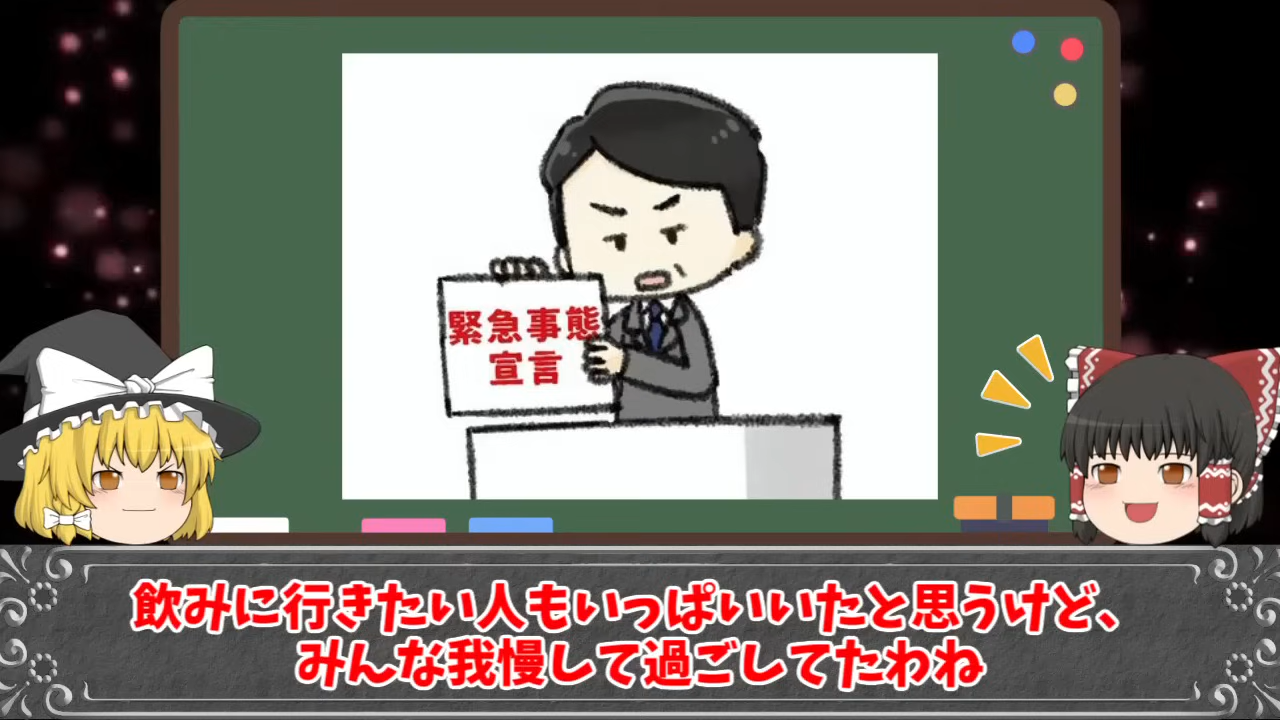 緊急事態
宣言
飲みに行きたい人もいっぱいいたと思うけど、
みんな我慢して過ごしてたわね